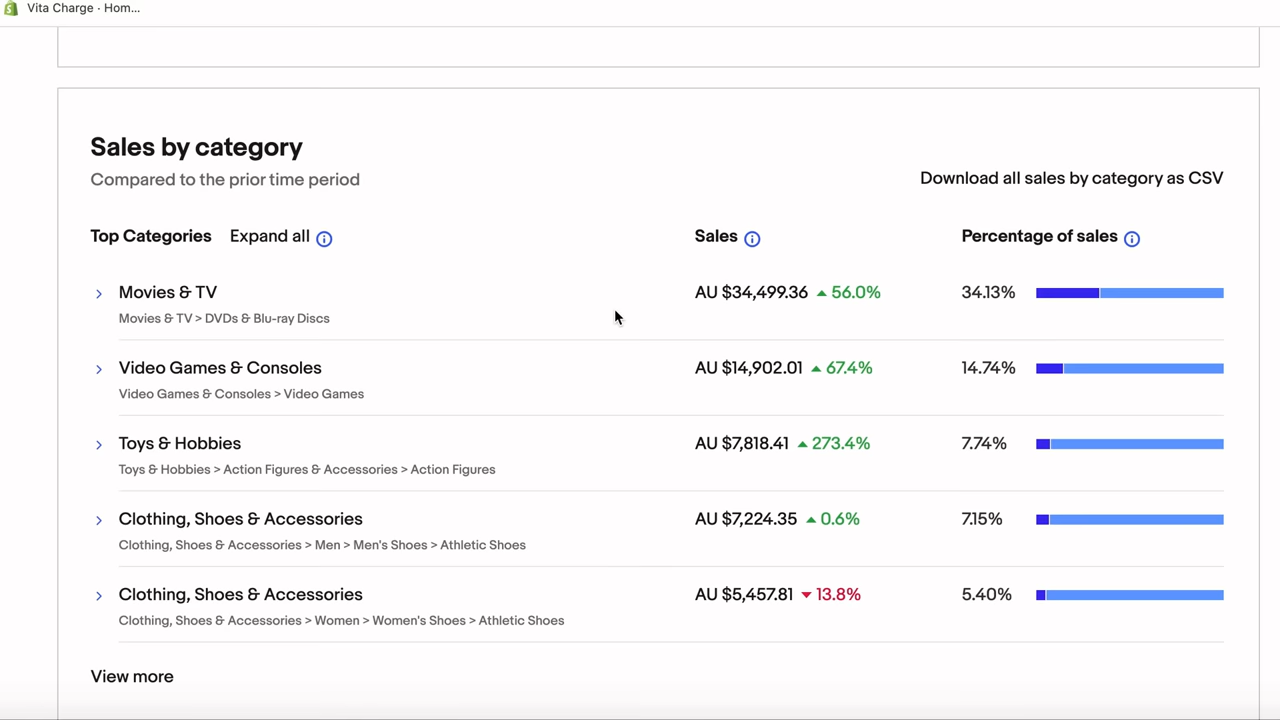 Vita Charge · Hom...
Sales by category
Compared to the prior time period
Download all sales by category as CSV
Top Categories Expand all Sales Percentage of sales
Movies & TV AU $34,499.36 56.0% 34.13%
Movies & TV > DVDs & Blu-ray Discs
Video Games & Consoles AU $14,902.01 67.4% 14.74%
Video Games & Consoles > Video Games
Toys & Hobbies AU $7,818.41 273.4% 7.74%
Toys & Hobbies > Action Figures & Accessories > Action Figures
Clothing, Shoes & Accessories AU $7,224.35 0.6% 7.15%
Clothing, Shoes & Accessories > Men > Men's Shoes > Athletic Shoes
Clothing, Shoes & Accessories AU $5,457.81 13.8% 5.40%
Clothing, Shoes & Accessories > Women > Women's Shoes > Athletic Shoes
View more